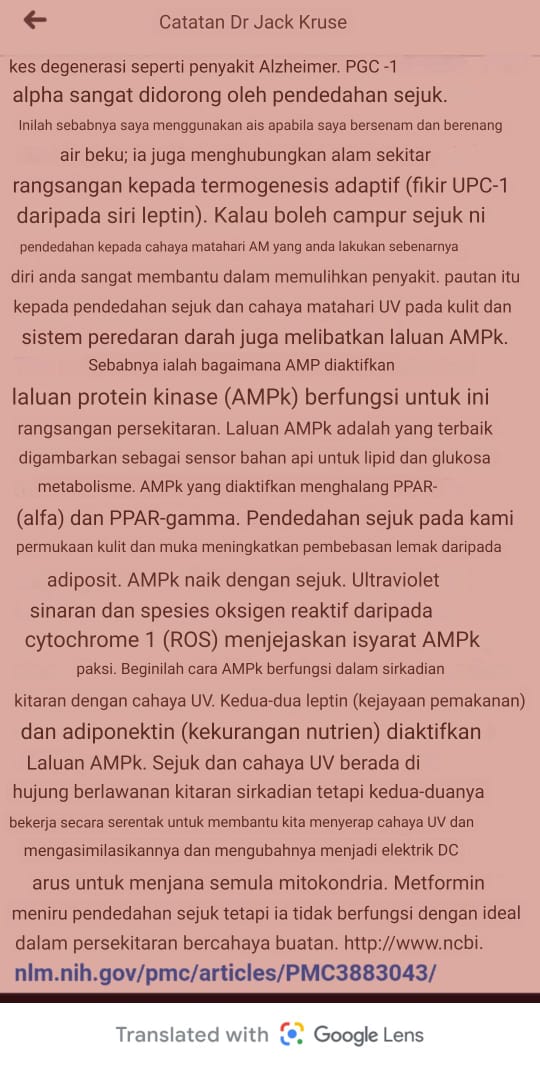 Catatan Dr Jack Kruse
kes degenerasi seperti penyakit Alzheimer. PGC -1
alpha sangat didorong oleh pendedahan sejuk.
Inilah sebabnya saya menggunakan ais apabila saya bersenam dan berenang
air beku; ia juga menghubungkan alam sekitar
rangsangan kepada termogenesis adaptif (fikir UPC-1
daripada siri leptin). Kalau boleh campur sejuk ni
pendedahan kepada cahaya matahari AM yang anda lakukan sebenarnya
diri anda sangat membantu dalam memulihkan penyakit. pautan itu
kepada pendedahan sejuk dan cahaya matahari UV pada kulit dan
sistem peredaran darah juga melibatkan laluan AMPk.
Sebabnya ialah bagaimana AMP diaktifkan
laluan protein kinase (AMPk) berfungsi untuk ini
rangsangan persekitaran. Laluan AMPk adalah yang terbaik
digambarkan sebagai sensor bahan api untuk lipid dan glukosa
metabolisme. AMPk yang diaktifkan menghalang PPAR-
(alfa) dan PPAR-gamma. Pendedahan sejuk pada kami
permukaan kulit dan muka meningkatkan pembebasan lemak daripada
adiposit. AMPk naik dengan sejuk. Ultraviolet
sinaran dan spesies oksigen reaktif daripada
cytochrome 1 (ROS) menjejaskan isyarat AMPk
paksi. Beginilah cara AMPk berfungsi dalam sirkadian
kitaran dengan cahaya UV. Kedua-dua leptin (kejayaan pemakanan)
dan adiponektin (kekurangan nutrien) diaktifkan
Laluan AMPk. Sejuk dan cahaya UV berada di
hujung berlawanan kitaran sirkadian tetapi kedua-duanya
bekerja secara serentak untuk membantu kita menyerap cahaya UV dan
mengasimilasikannya dan mengubahnya menjadi elektrik DC
arus untuk menjana semula mitokondria. Metformin
meniru pendedahan sejuk tetapi ia tidak berfungsi dengan ideal
dalam persekitaran bercahaya buatan. http://www.ncbi.
nlm.nih.gov/pmc/articles/PMC3883043/
Translated with Google Lens